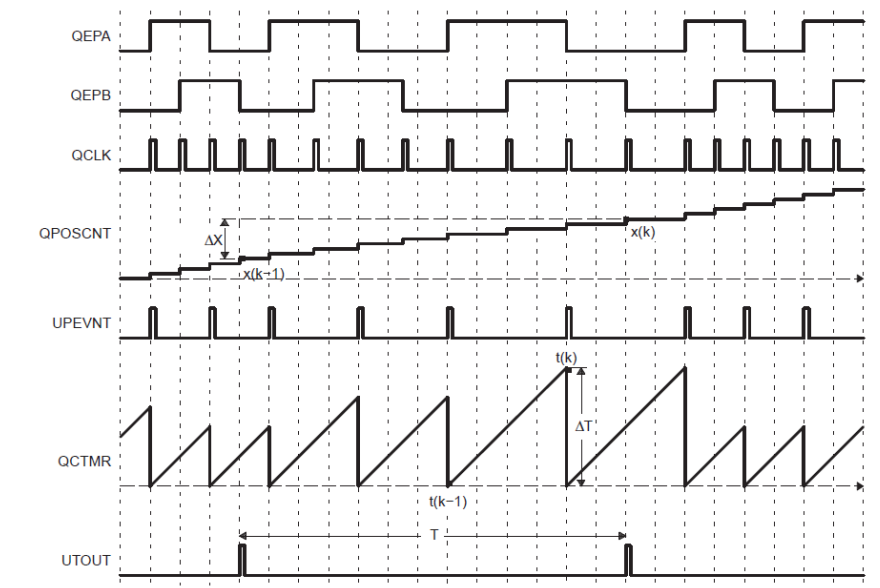 QEPA
QEPB
QCLK
QPOSCNT
ΔX
x(k)
x(k−1)
UPEVNT
t(k)
ΔT
QCTMR
t(k−1)
T
UTOUT